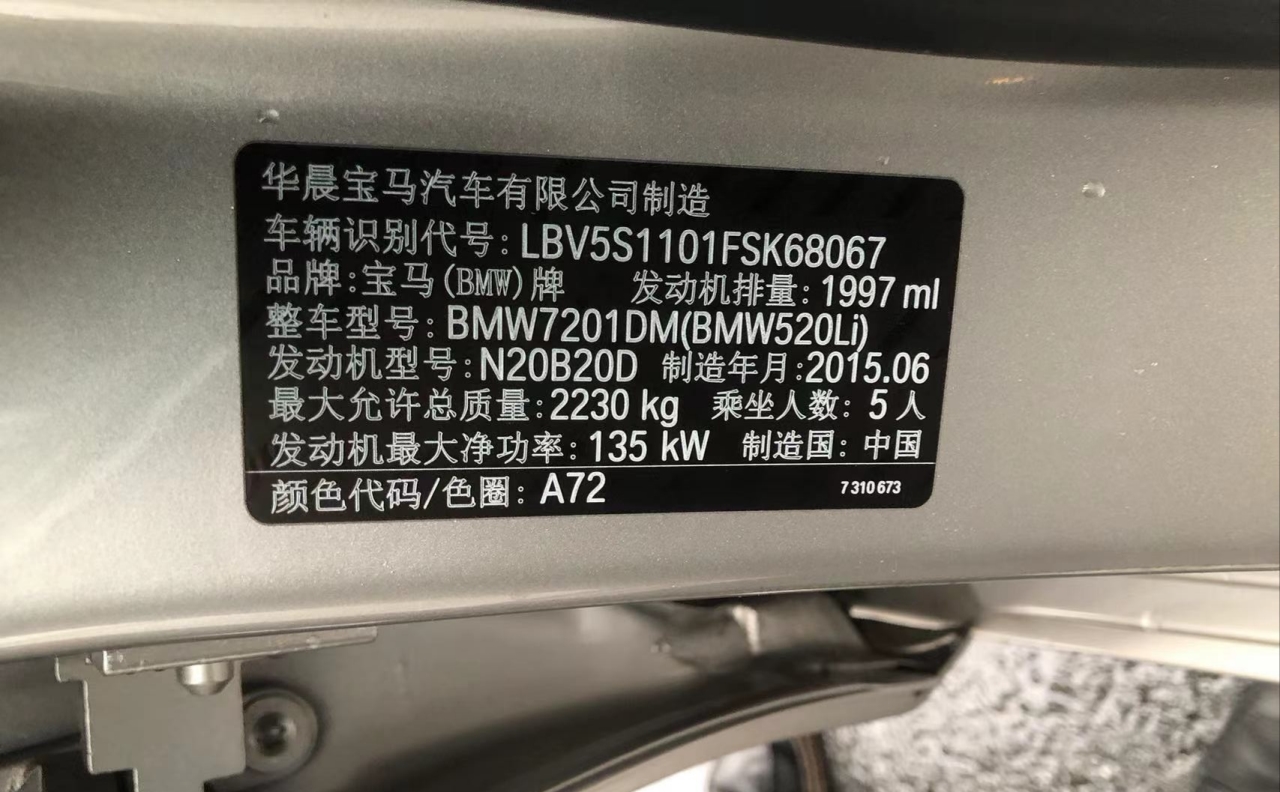 华晨宝马汽车有限公司制造
车辆识别代号:LBV5S1101FSK68067
品牌:宝马(BMW)牌 发动机排量:1997 ml
整车型号:BMW7201DM(BMW520Li)
发动机型号:N20B20D 制造年月:2015.06
最大允许总质量:2230 kg 乘坐人数:5人
发动机最大净功率:135 kW 制造国:中国
颜色代码/色圈:A72 7 310 673